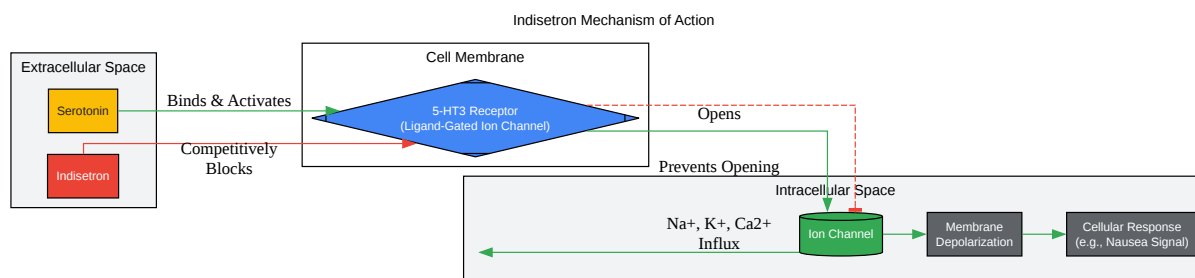 Indisetron Mechanism of Action
Extracellular Space
Serotonin
Indisetron
Binds & Activates
Competitively
Blocks
Cell Membrane
5-HT3 Receptor
(Ligand-Gated Ion Channel)
Opens
Prevents Opening
Intracellular Space
Na+, K+, Ca2+
Influx
Ion Channel
Membrane
Depolarization
Cellular Response
(e.g., Nausea Signal)